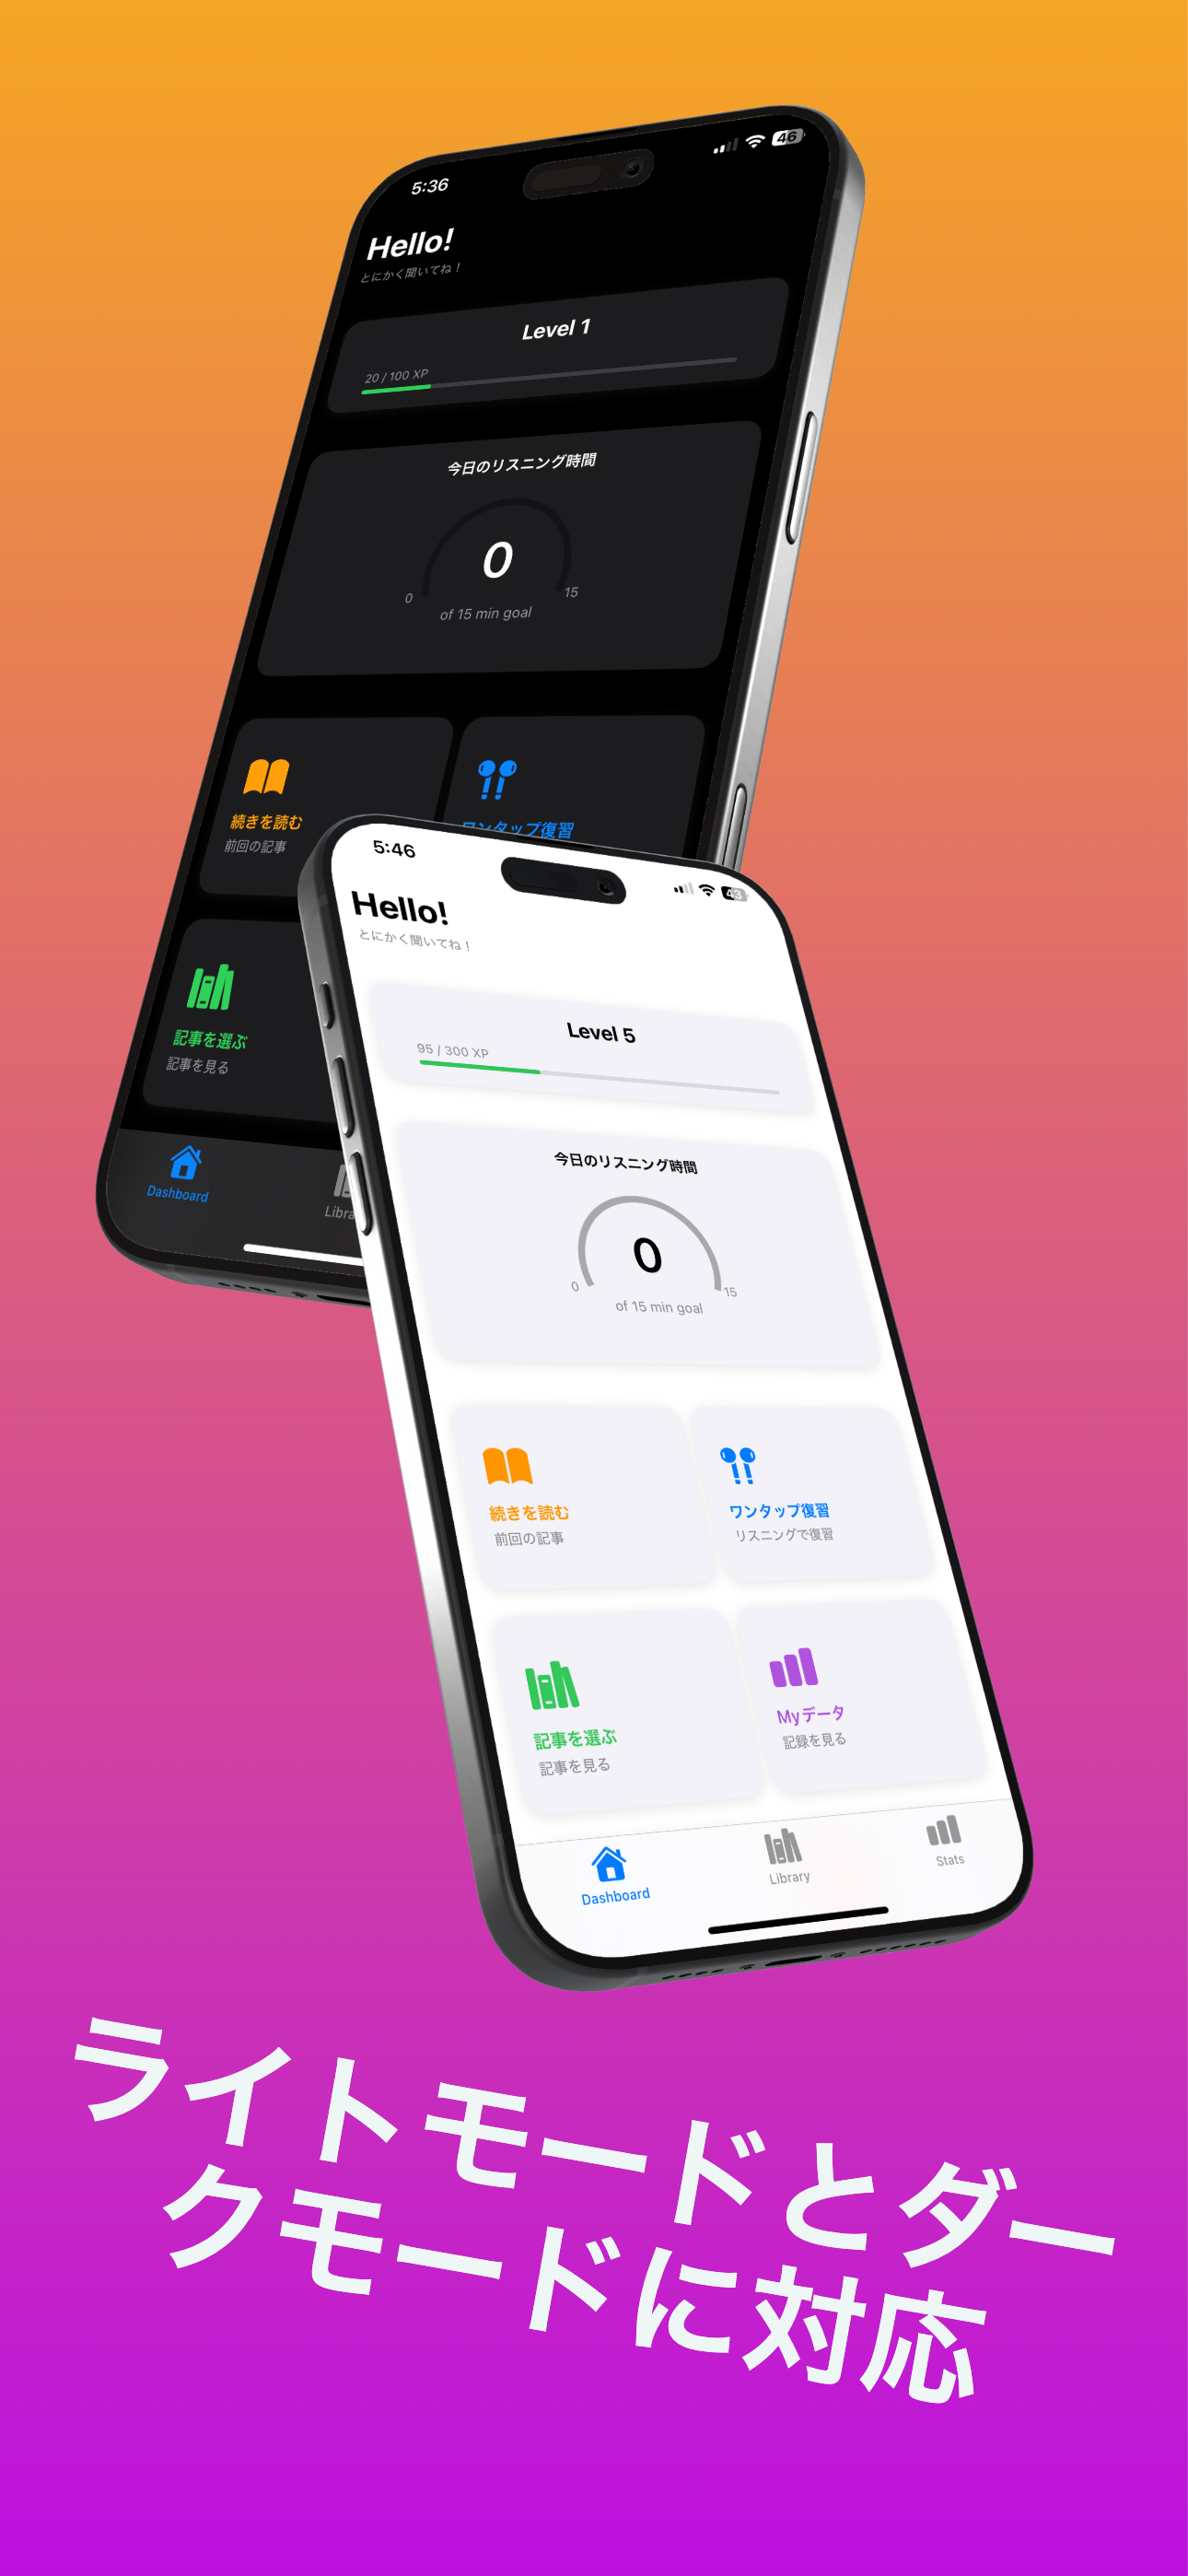 5:36
46
Hello!
とにかく聞いてね！
Level 1
20 / 100 XP
今日のリスニング時間
0
0
15
of 15 min goal
続きを読む
前回の記事
ワンタップ復習
記事を選ぶ
記事を見る
Dashboard
5:46
43
Hello!
とにかく聞いてね！
Level 5
95 / 300 XP
今日のリスニング時間
0
0
15
of 15 min goal
続きを読む
前回の記事
ワンタップ復習
リスニングで復習
記事を選ぶ
記事を見る
Myデータ
記録を見る
Dashboard
Library
Stats
ライトモードとダー
クモードに対応